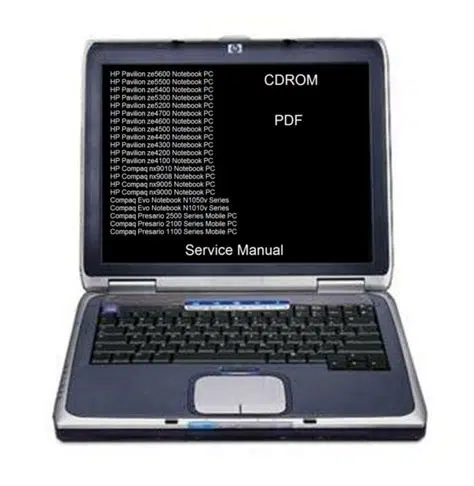 hp
HP Pavilion ze5600 Notebook PC
HP Pavilion ze5500 Notebook PC
HP Pavilion ze5400 Notebook PC
HP Pavilion ze5300 Notebook PC
HP Pavilion ze5200 Notebook PC
HP Pavilion ze4700 Notebook PC
HP Pavilion ze4600 Notebook PC
HP Pavilion ze4500 Notebook PC
HP Pavilion ze4400 Notebook PC
HP Pavilion ze4300 Notebook PC
HP Pavilion ze4200 Notebook PC
HP Pavilion ze4100 Notebook PC
HP Compaq nx9010 Notebook PC
HP Compaq nx9008 Notebook PC
HP Compaq nx9005 Notebook PC
HP Compaq nx9000 Notebook PC
Compaq Evo Notebook N1050v Series
Compaq Evo Notebook N1010v Series
Compaq Presario 2500 Series Mobile PC
Compaq Presario 2100 Series Mobile PC
Compaq Presario 1100 Series Mobile PC
CDROM
PDF
Service Manual